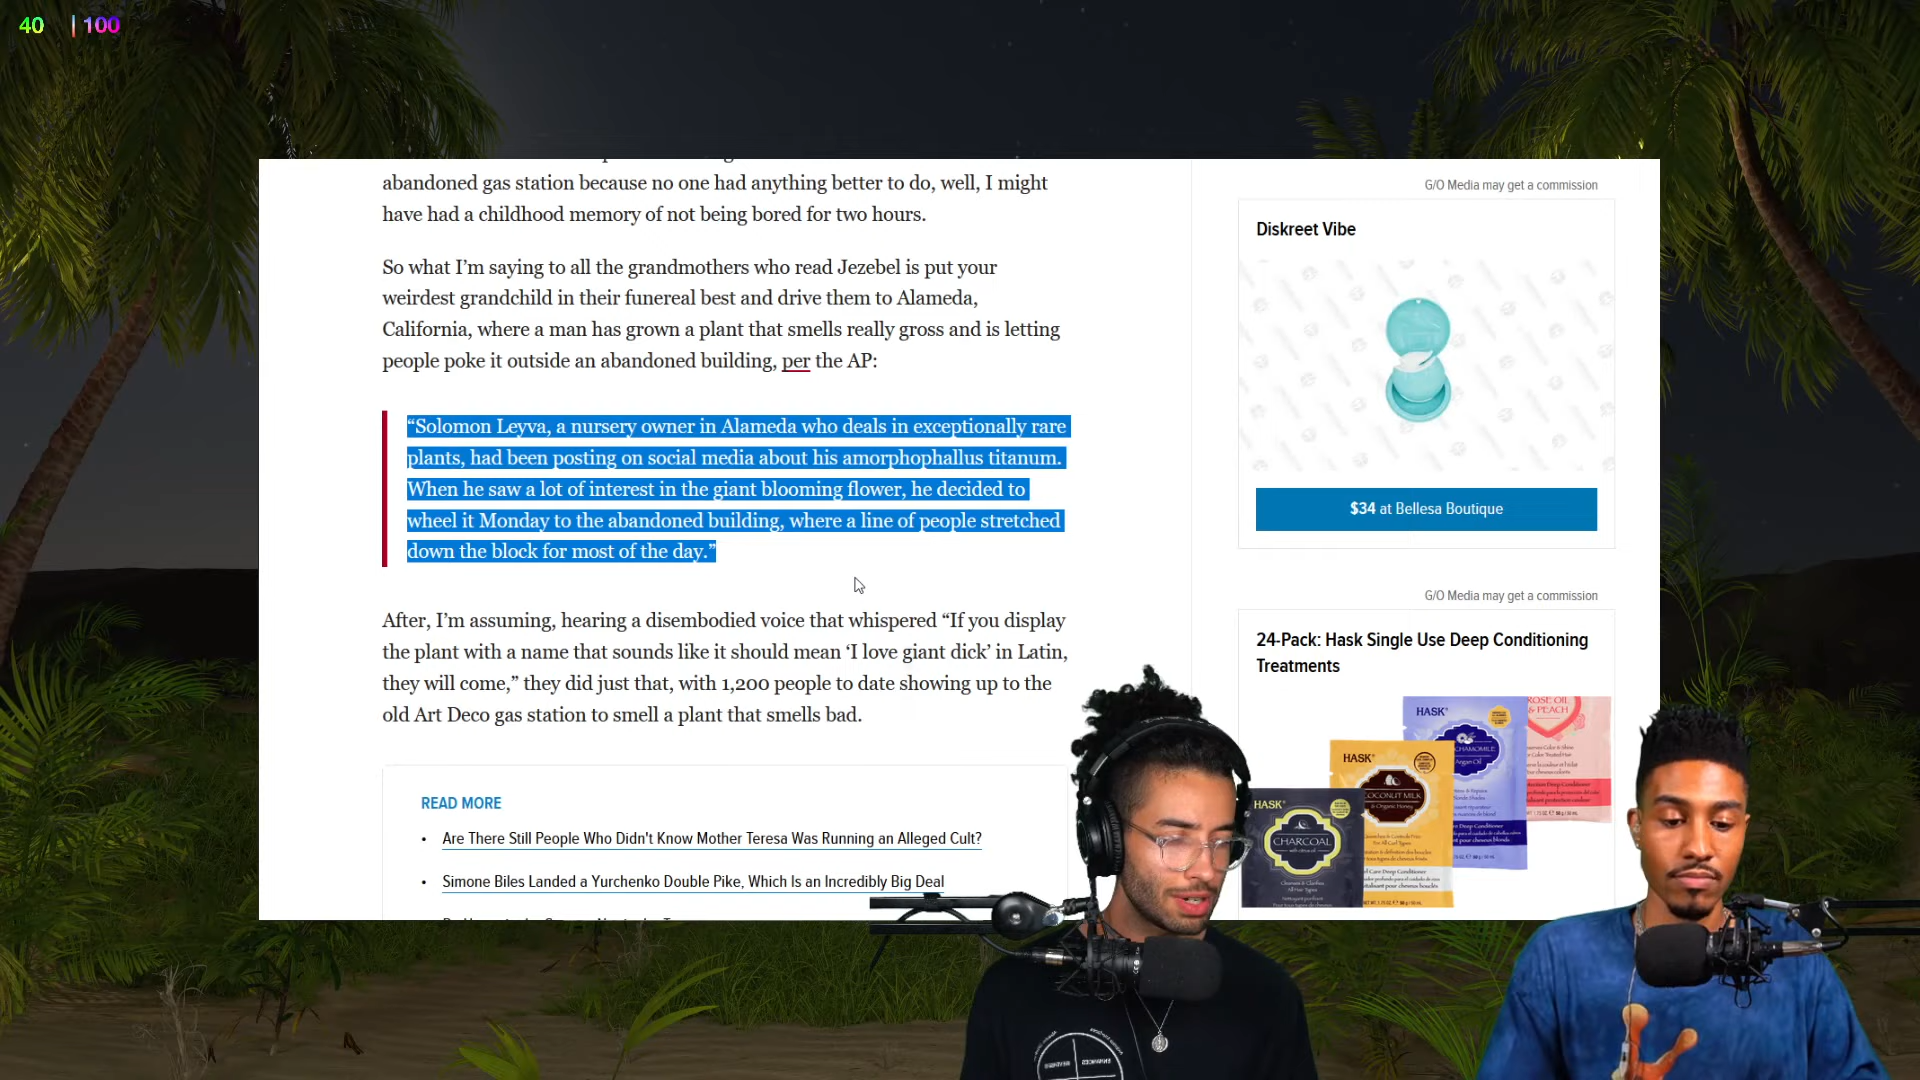 40 | 100
abandoned gas station because no one had anything better to do, well, I might
have had a childhood memory of not being bored for two hours.
So what I’m saying to all the grandmothers who read Jezebel is put your
weirdest grandchild in their funereal best and drive them to Alameda,
California, where a man has grown a plant that smells really gross and is letting
people poke it outside an abandoned building, per the AP:
“Solomon Leyva, a nursery owner in Alameda who deals in exceptionally rare
plants, had been posting on social media about his amorphophallus titanum.
When he saw a lot of interest in the giant blooming flower, he decided to
wheel it Monday to the abandoned building, where a line of people stretched
down the block for most of the day.”
After, I’m assuming, hearing a disembodied voice that whispered “If you display
the plant with a name that sounds like it should mean ‘I love giant dick’ in Latin,
they will come,” they did just that, with 1,200 people to date showing up to the
old Art Deco gas station to smell a plant that smells bad.
READ MORE
• Are There Still People Who Didn't Know Mother Teresa Was Running an Alleged Cult?
• Simone Biles Landed a Yurchenko Double Pike, Which Is an Incredibly Big Deal
G/O Media may get a commission
Diskreet Vibe
$34 at Bellesa Boutique
G/O Media may get a commission
24-Pack: Hask Single Use Deep Conditioning
Treatments
HASK
CHAMOMILE
Argan Oil
ROSE OIL
& PEACH
HASK
COCONUT MILK
& Organic Honey
HASK
CHARCOAL